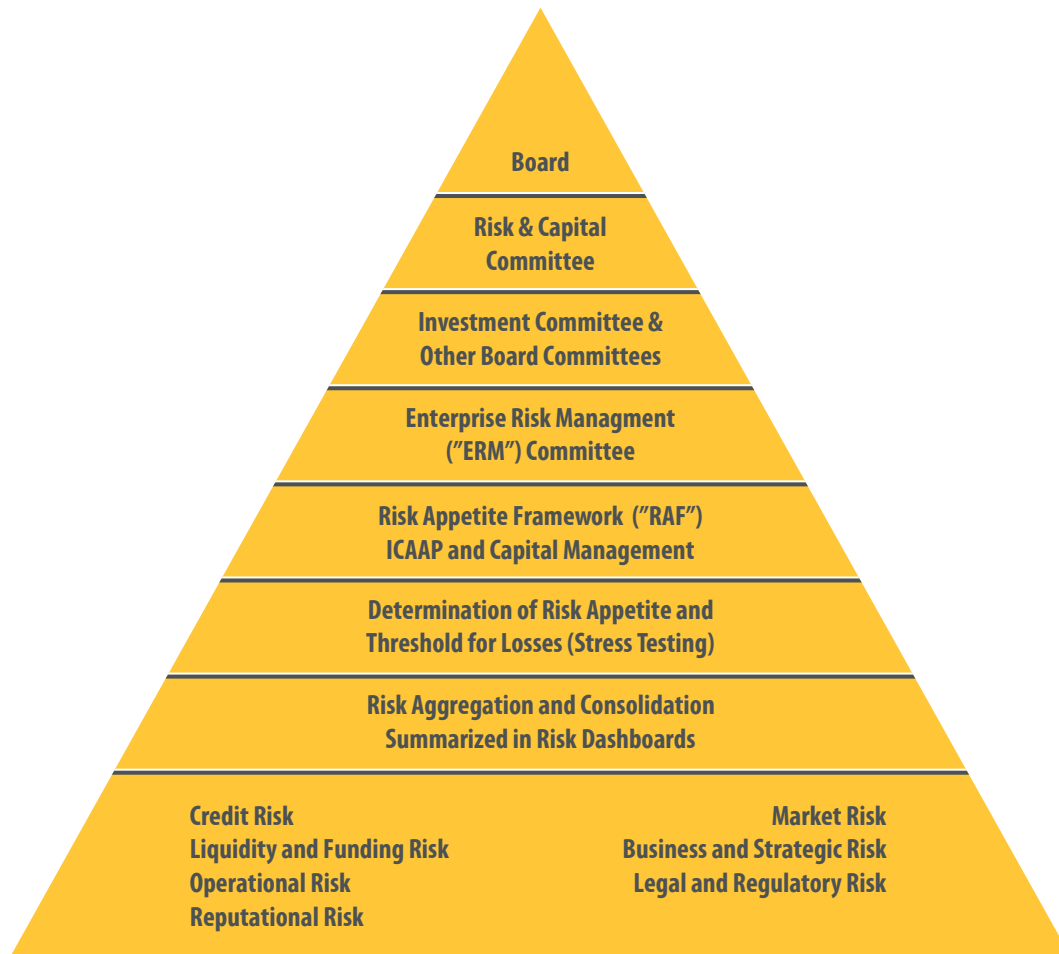 Board
Risk & Capital
Committee
Investment Committee &
Other Board Committees
Enterprise Risk Managment
(”ERM”) Committee
Risk Appetite Framework (”RAF”)
ICAAP and Capital Management
Determination of Risk Appetite and
Threshold for Losses (Stress Testing)
Risk Aggregation and Consolidation
Summarized in Risk Dashboards
Credit Risk
Liquidity and Funding Risk
Operational Risk
Reputational Risk
Market Risk
Business and Strategic Risk
Legal and Regulatory Risk